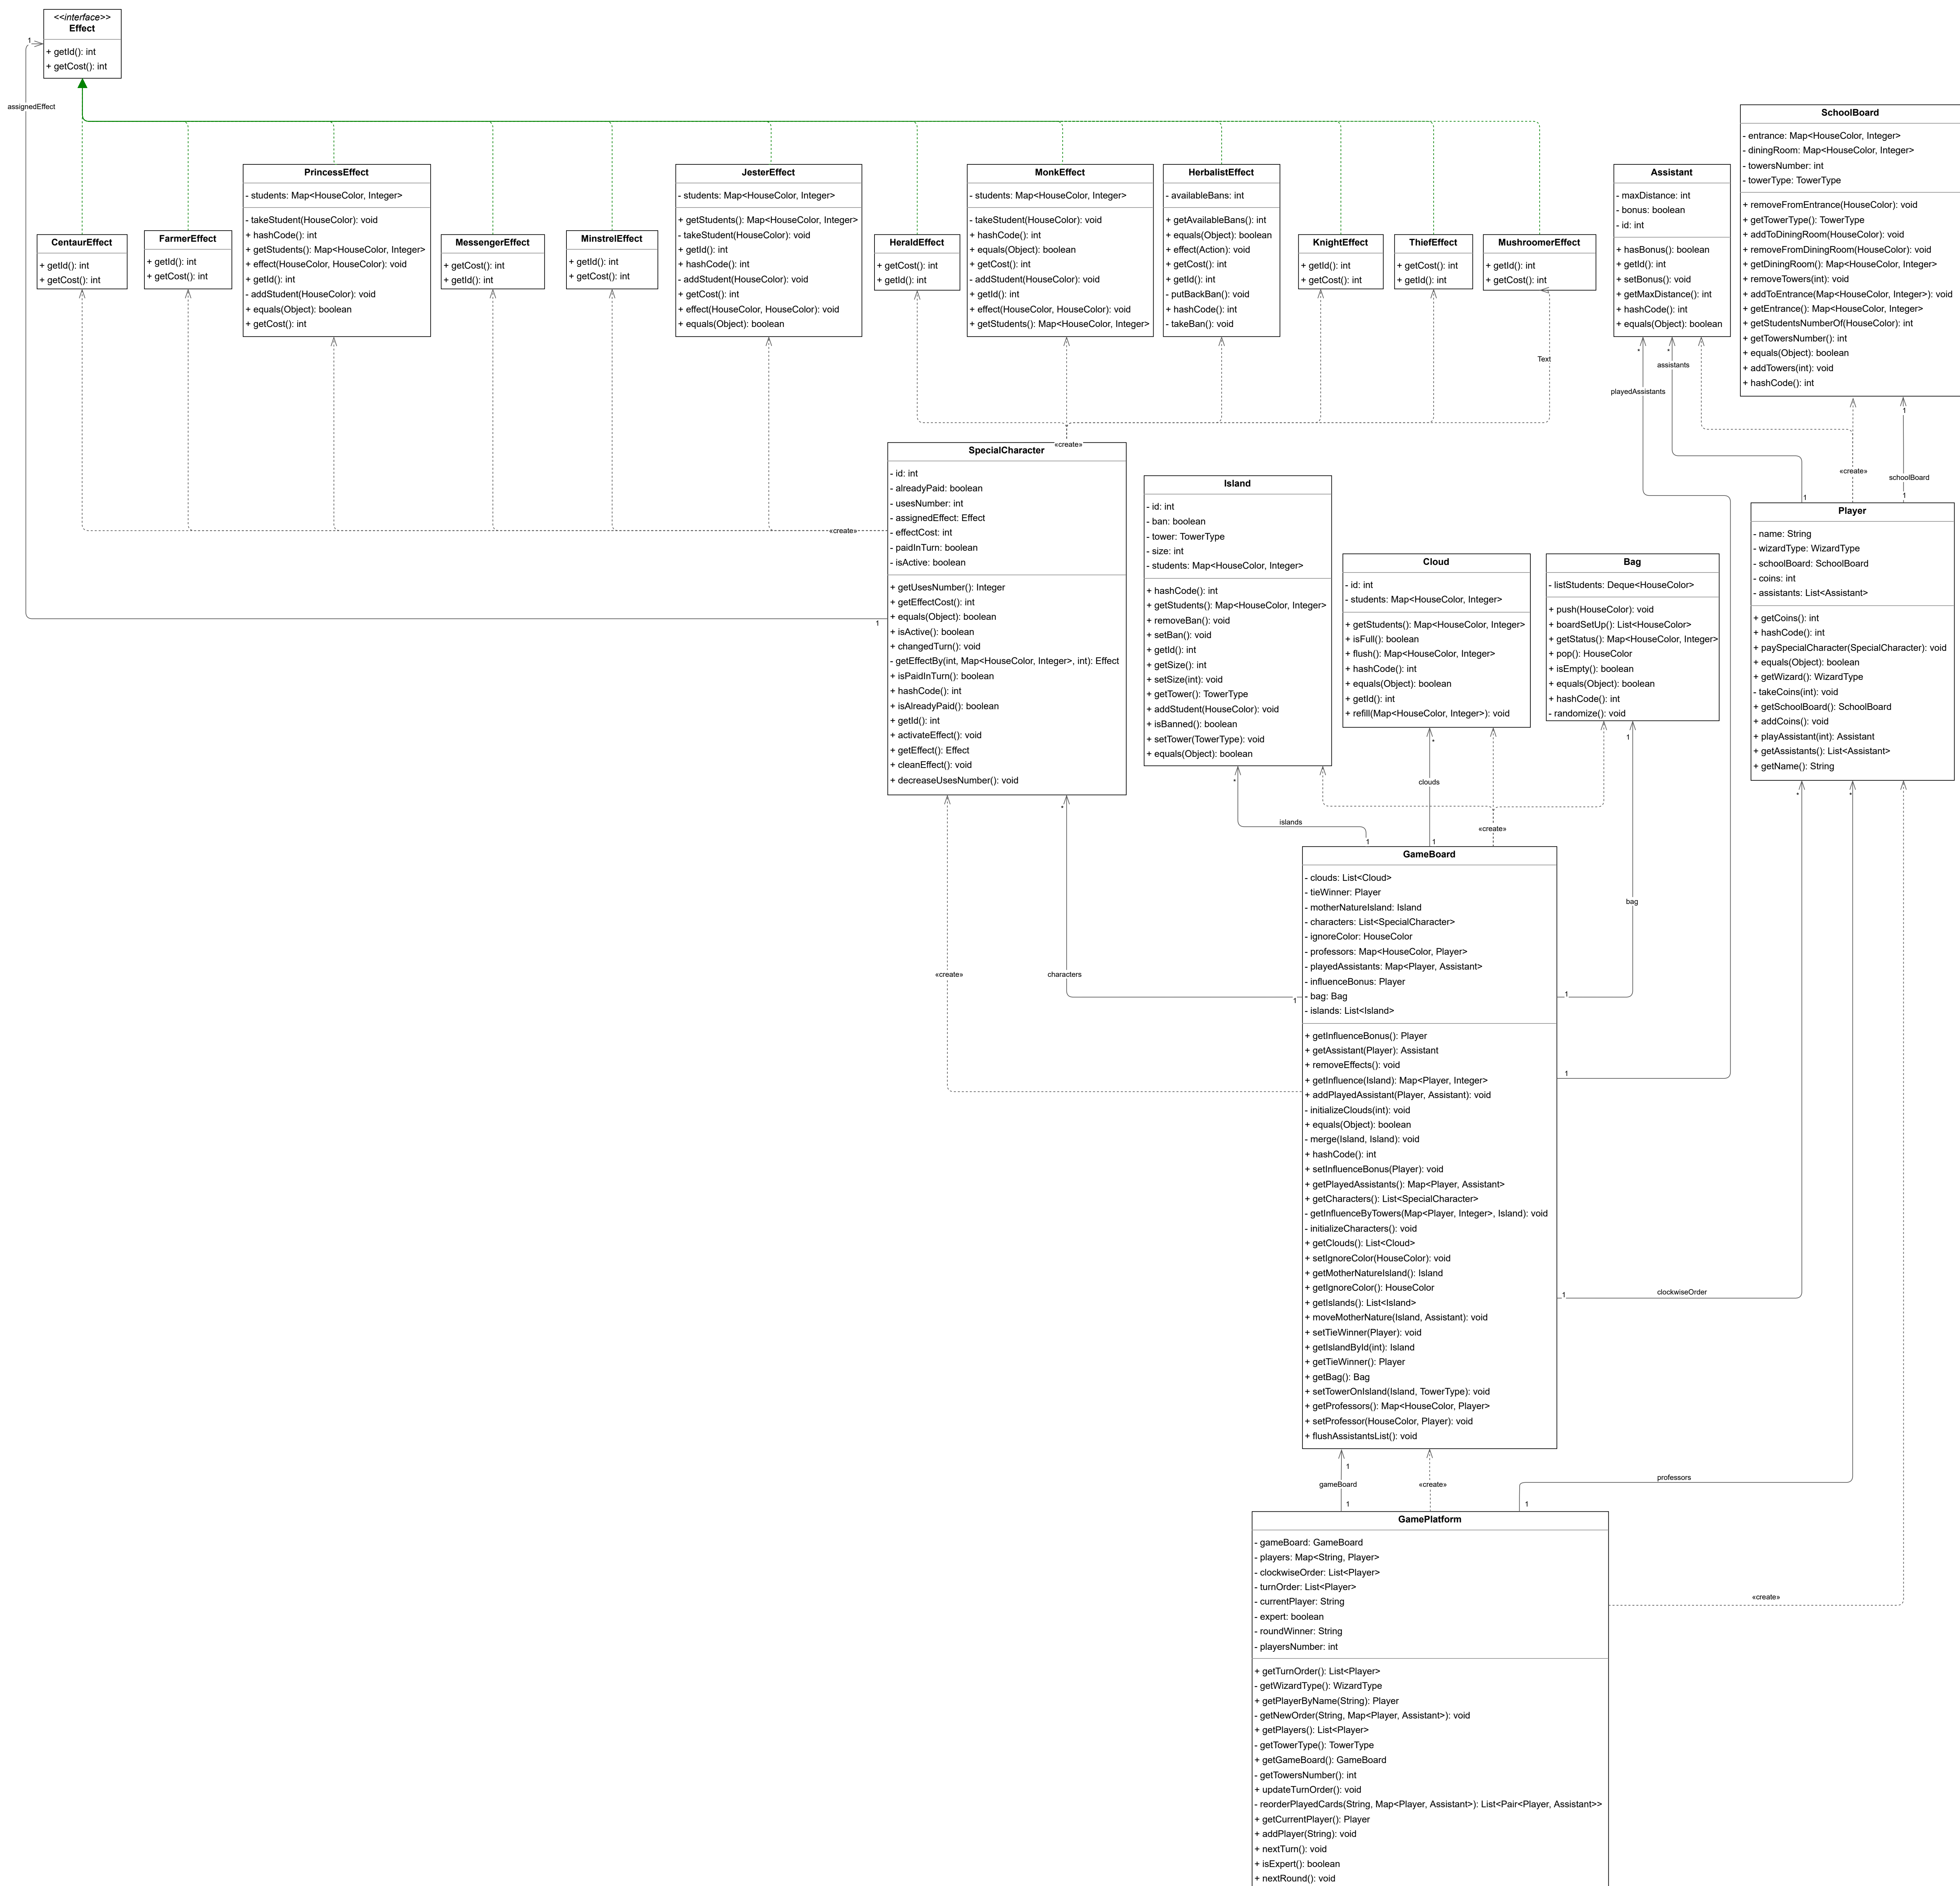 <<interface>>
Effect
+ getId(): int
+ getCost(): int
1
assignedEffect
CentaurEffect
+ getId(): int
+ getCost(): int
FarmerEffect
+ getId(): int
+ getCost(): int
PrincessEffect
- students: Map<HouseColor, Integer>
- takeStudent(HouseColor): void
+ hashCode(): int
+ getStudents(): Map<HouseColor, Integer>
+ effect(HouseColor, HouseColor): void
+ getId(): int
- addStudent(HouseColor): void
+ equals(Object): boolean
+ getCost(): int
MessengerEffect
+ getCost(): int
+ getId(): int
MinstrelEffect
+ getId(): int
+ getCost(): int
JesterEffect
- students: Map<HouseColor, Integer>
+ getStudents(): Map<HouseColor, Integer>
- takeStudent(HouseColor): void
+ getId(): int
+ hashCode(): int
- addStudent(HouseColor): void
+ getCost(): int
+ effect(HouseColor, HouseColor): void
+ equals(Object): boolean
HeraldEffect
+ getCost(): int
+ getId(): int
MonkEffect
- students: Map<HouseColor, Integer>
- takeStudent(HouseColor): void
+ hashCode(): int
+ equals(Object): boolean
+ getCost(): int
- addStudent(HouseColor): void
+ getId(): int
+ effect(HouseColor, HouseColor): void
+ getStudents(): Map<HouseColor, Integer>
HerbalistEffect
- availableBans: int
+ getAvailableBans(): int
+ equals(Object): boolean
+ effect(Action): void
+ getCost(): int
+ getId(): int
- putBackBan(): void
+ hashCode(): int
- takeBan(): void
KnightEffect
+ getId(): int
+ getCost(): int
ThiefEffect
+ getCost(): int
+ getId(): int
MushroomerEffect
+ getId(): int
+ getCost(): int
Text
Assistant
- maxDistance: int
- bonus: boolean
- id: int
+ hasBonus(): boolean
+ getId(): int
+ setBonus(): void
+ getMaxDistance(): int
+ hashCode(): int
+ equals(Object): boolean
SchoolBoard
- entrance: Map<HouseColor, Integer>
- diningRoom: Map<HouseColor, Integer>
- towersNumber: int
- towerType: TowerType
+ removeFromEntrance(HouseColor): void
+ getTowerType(): TowerType
+ addToDiningRoom(HouseColor): void
+ removeFromDiningRoom(HouseColor): void
+ getDiningRoom(): Map<HouseColor, Integer>
+ removeTowers(int): void
+ addToEntrance(Map<HouseColor, Integer>): void
+ getEntrance(): Map<HouseColor, Integer>
+ getStudentsNumberOf(HouseColor): int
+ getTowersNumber(): int
+ equals(Object): boolean
+ addTowers(int): void
+ hashCode(): int
*
*
assistants
playedAssistants
1
«create»
schoolBoard
1
1
«create»
SpecialCharacter
- id: int
- alreadyPaid: boolean
- usesNumber: int
- assignedEffect: Effect
- effectCost: int
- paidInTurn: boolean
- isActive: boolean
+ getUsesNumber(): Integer
+ getEffectCost(): int
+ equals(Object): boolean
+ isActive(): boolean
+ changedTurn(): void
- getEffectBy(int, Map<HouseColor, Integer>, int): Effect
+ isPaidInTurn(): boolean
+ hashCode(): int
+ isAlreadyPaid(): boolean
+ getId(): int
+ activateEffect(): void
+ getEffect(): Effect
+ cleanEffect(): void
+ decreaseUsesNumber(): void
«create»
1
Island
- id: int
- ban: boolean
- tower: TowerType
- size: int
- students: Map<HouseColor, Integer>
+ hashCode(): int
+ getStudents(): Map<HouseColor, Integer>
+ removeBan(): void
+ setBan(): void
+ getId(): int
+ getSize(): int
+ setSize(int): void
+ getTower(): TowerType
+ addStudent(HouseColor): void
+ isBanned(): boolean
+ setTower(TowerType): void
+ equals(Object): boolean
Cloud
- id: int
- students: Map<HouseColor, Integer>
+ getStudents(): Map<HouseColor, Integer>
+ isFull(): boolean
+ flush(): Map<HouseColor, Integer>
+ hashCode(): int
+ equals(Object): boolean
+ getId(): int
+ refill(Map<HouseColor, Integer>): void
Bag
- listStudents: Deque<HouseColor>
+ push(HouseColor): void
+ boardSetUp(): List<HouseColor>
+ getStatus(): Map<HouseColor, Integer>
+ pop(): HouseColor
+ isEmpty(): boolean
+ equals(Object): boolean
+ hashCode(): int
- randomize(): void
Player
- name: String
- wizardType: WizardType
- schoolBoard: SchoolBoard
- coins: int
- assistants: List<Assistant>
+ getCoins(): int
+ hashCode(): int
+ paySpecialCharacter(SpecialCharacter): void
+ equals(Object): boolean
+ getWizard(): WizardType
- takeCoins(int): void
+ getSchoolBoard(): SchoolBoard
+ addCoins(): void
+ playAssistant(int): Assistant
+ getAssistants(): List<Assistant>
+ getName(): String
*
*
1
*
*
*
clouds
islands
«create»
1
1
bag
«create»
characters
1
1
1
GameBoard
- clouds: List<Cloud>
- tieWinner: Player
- motherNatureIsland: Island
- characters: List<SpecialCharacter>
- ignoreColor: HouseColor
- professors: Map<HouseColor, Player>
- playedAssistants: Map<Player, Assistant>
- influenceBonus: Player
- bag: Bag
- islands: List<Island>
+ getInfluenceBonus(): Player
+ getAssistant(Player): Assistant
+ removeEffects(): void
+ getInfluence(Island): Map<Player, Integer>
+ addPlayedAssistant(Player, Assistant): void
- initializeClouds(int): void
+ equals(Object): boolean
- merge(Island, Island): void
+ hashCode(): int
+ setInfluenceBonus(Player): void
+ getPlayedAssistants(): Map<Player, Assistant>
+ getCharacters(): List<SpecialCharacter>
- getInfluenceByTowers(Map<Player, Integer>, Island): void
- initializeCharacters(): void
+ getClouds(): List<Cloud>
+ setIgnoreColor(HouseColor): void
+ getMotherNatureIsland(): Island
+ getIgnoreColor(): HouseColor
+ getIslands(): List<Island>
+ moveMotherNature(Island, Assistant): void
+ setTieWinner(Player): void
+ getIslandById(int): Island
+ getTieWinner(): Player
+ getBag(): Bag
+ setTowerOnIsland(Island, TowerType): void
+ getProfessors(): Map<HouseColor, Player>
+ setProfessor(HouseColor, Player): void
+ flushAssistantsList(): void
1
clockwiseOrder
1
gameBoard
1
«create»
professors
1
«create»
GamePlatform
- gameBoard: GameBoard
- players: Map<String, Player>
- clockwiseOrder: List<Player>
- turnOrder: List<Player>
- currentPlayer: String
- expert: boolean
- roundWinner: String
- playersNumber: int
+ getTurnOrder(): List<Player>
- getWizardType(): WizardType
+ getPlayerByName(String): Player
- getNewOrder(String, Map<Player, Assistant>): void
+ getPlayers(): List<Player>
- getTowerType(): TowerType
+ getGameBoard(): GameBoard
- getTowersNumber(): int
+ updateTurnOrder(): void
- reorderPlayedCards(String, Map<Player, Assistant>): List<Pair<Player, Assistant>>
+ getCurrentPlayer(): Player
+ addPlayer(String): void
+ nextTurn(): void
+ isExpert(): boolean
+ nextRound(): void